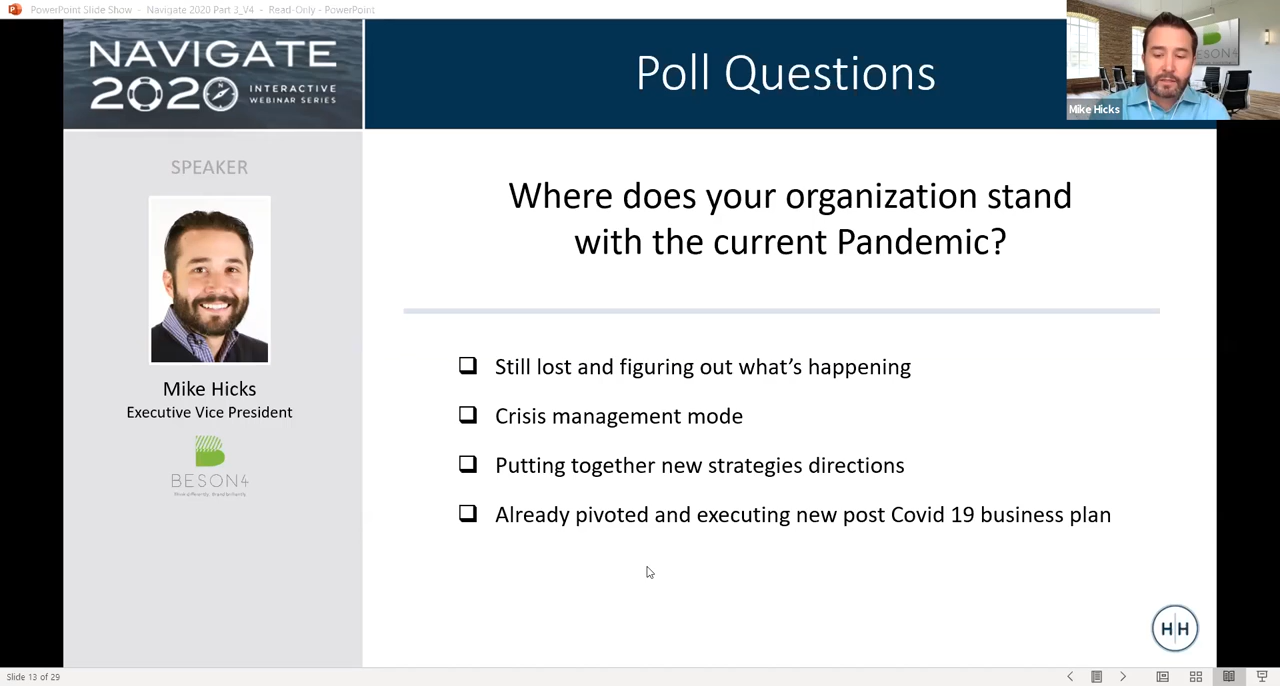 PowerPoint Slide Show - Navigate 2020 Part 3_V4 - Read-Only - PowerPoint
NAVIGATE
2020 INTERACTIVE
WEBINAR SERIES
Poll Questions
BESON4
Mike Hicks
SPEAKER
Mike Hicks
Executive Vice President
BESON4
Where does your organization stand
with the current Pandemic?
Still lost and figuring out what's happening
Crisis management mode
Putting together new strategies directions
Already pivoted and executing new post Covid 19 business plan
H|H
Slide 13 of 29